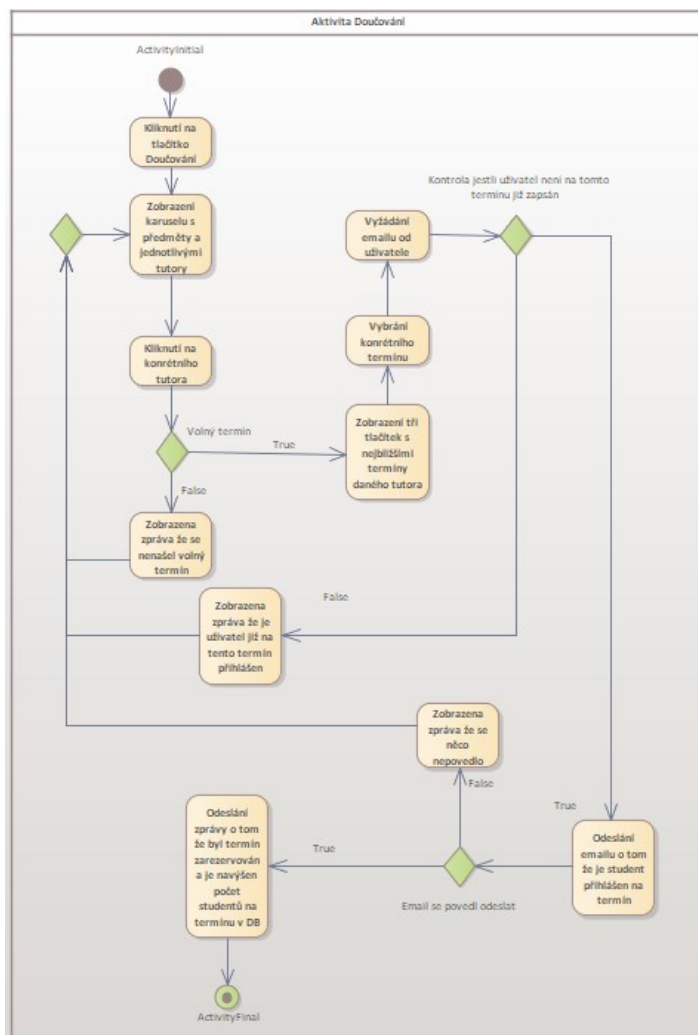 Aktivita Doučování
ActivityInitial
Kliknutí na
tlačítko
Doučování
Zobrazení
karuselu s
předměty a
jednotlivými
tutory
Kliknutí na
konrétního
tutora
Volný termín
True
False
Zobrazena
zpráva že se
nenašel volný
termín
Zobrazení tří
tlačítek s
nejbližšími
termíny
daného tutora
Vybrání
konrétního
termínu
Vyžádání
emailu od
uživatele
Kontrola jestli uživatel není na tomto
termínu již zapsán
False
Zobrazena
zpráva že je
uživatel již na
tento termín
přihlášen
True
Odeslání
emailu o tom
že je student
přihlášen na
termín
Email se povedl odeslat
False
Zobrazena
zpráva že se
něco
nepovedlo
True
Odeslání
zprávy o tom
že byl termín
zarezervován
a je navýšen
počet
studentů na
termínu v DB
ActivityFinal